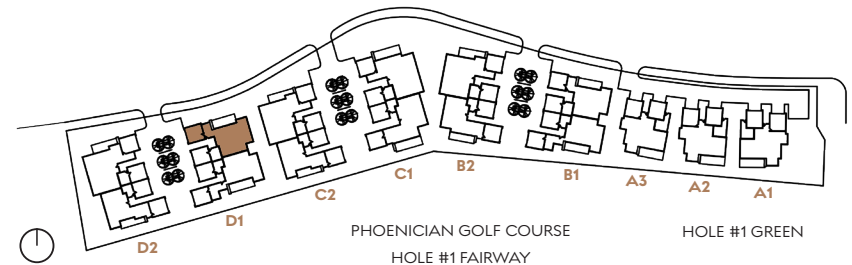 C1
B2
C2
B1
A3
A2
A1
D1
D2
PHOENICIAN GOLF COURSE
HOLE #1 FAIRWAY
HOLE #1 GREEN